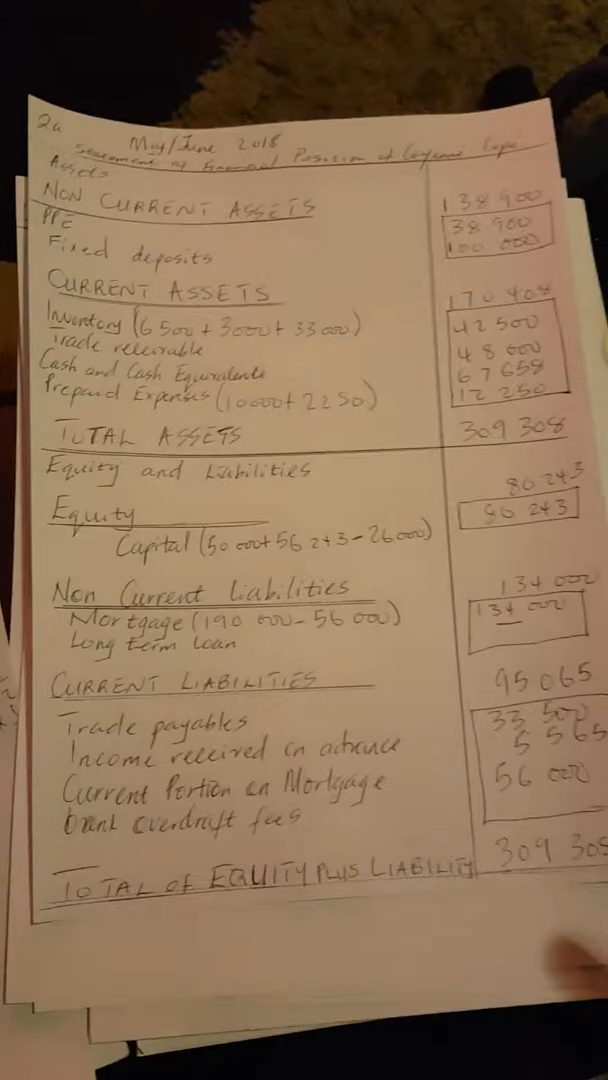 2a
May/June 2018
Statement of Financial Position of
Assets
NON CURRENT ASSETS 138 900
PPE 38 900
Fixed deposits 100 000
CURRENT ASSETS 170 408
Inventory (6 500 + 3000 + 33 000) 42 500
Trade receivable 48 000
Cash and Cash Equivalents 67 658
Prepaid Expenses (10000 + 2250) 12 250
TOTAL ASSETS 309 308
Equity and Liabilities
80 243
Equity 80 243
Capital (50 000 + 56 243 - 26 000)
Non Current Liabilities 134 000
Mortgage (190 000 - 56 000) 134 000
Long term loan
CURRENT LIABILITIES 95 065
Trade payables 33 500
Income received in advance 5 565
Current Portion on Mortgage 56 000
bank overdraft fees
TOTAL OF EQUITY PLUS LIABILITY 309 308